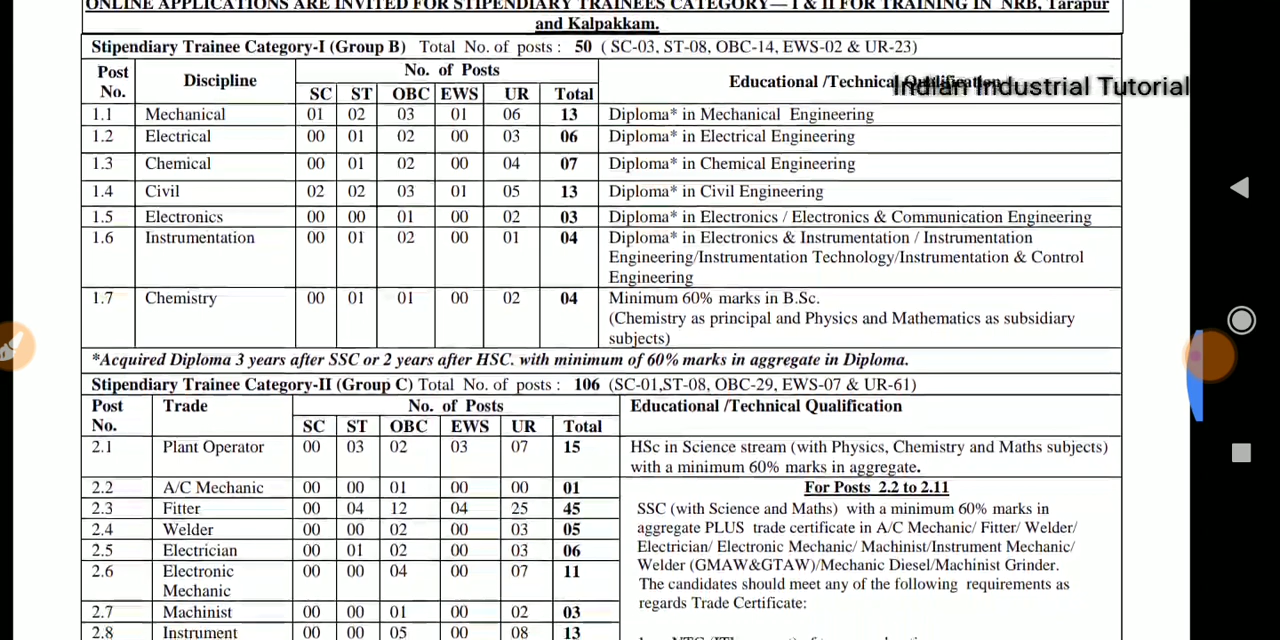 ONLINE APPLICATIONS ARE INVITED FOR STIPENDIARY TRAINEES CATEGORY— I & II FOR TRAINING IN NRB, Tarapur
and Kalpakkam.
Stipendiary Trainee Category-I (Group B) Total No. of posts : 50 ( SC-03, ST-08, OBC-14, EWS-02 & UR-23)
Post No. Discipline No. of Posts Educational /Technical Qualification
SC ST OBC EWS UR Total
Indian Industrial Tutorial
1.1 Mechanical 01 02 03 01 06 13 Diploma* in Mechanical Engineering
1.2 Electrical 00 01 02 00 03 06 Diploma* in Electrical Engineering
1.3 Chemical 00 01 02 00 04 07 Diploma* in Chemical Engineering
1.4 Civil 02 02 03 01 05 13 Diploma* in Civil Engineering
1.5 Electronics 00 00 01 00 02 03 Diploma* in Electronics / Electronics & Communication Engineering
1.6 Instrumentation 00 01 02 00 01 04 Diploma* in Electronics & Instrumentation / Instrumentation
Engineering/Instrumentation Technology/Instrumentation & Control
Engineering
1.7 Chemistry 00 01 01 00 02 04 Minimum 60% marks in B.Sc.
(Chemistry as principal and Physics and Mathematics as subsidiary
subjects)
*Acquired Diploma 3 years after SSC or 2 years after HSC. with minimum of 60% marks in aggregate in Diploma.
Stipendiary Trainee Category-II (Group C) Total No. of posts : 106 (SC-01,ST-08, OBC-29, EWS-07 & UR-61)
Post No. Trade No. of Posts Educational /Technical Qualification
SC ST OBC EWS UR Total
2.1 Plant Operator 00 03 02 03 07 15 HSc in Science stream (with Physics, Chemistry and Maths subjects)
with a minimum 60% marks in aggregate.
2.2 A/C Mechanic 00 00 01 00 00 01 For Posts 2.2 to 2.11
2.3 Fitter 00 04 12 04 25 45 SSC (with Science and Maths) with a minimum 60% marks in
2.4 Welder 00 00 02 00 03 05 aggregate PLUS trade certificate in A/C Mechanic/ Fitter/ Welder/
2.5 Electrician 00 01 02 00 03 06 Electrician/ Electronic Mechanic/ Machinist/Instrument Mechanic/
2.6 Electronic 00 00 04 00 07 11 Welder (GMAW&GTAW)/Mechanic Diesel/Machinist Grinder.
Mechanic The candidates should meet any of the following requirements as
2.7 Machinist 00 00 01 00 02 03 regards Trade Certificate:
2.8 Instrument 00 00 05 00 08 13